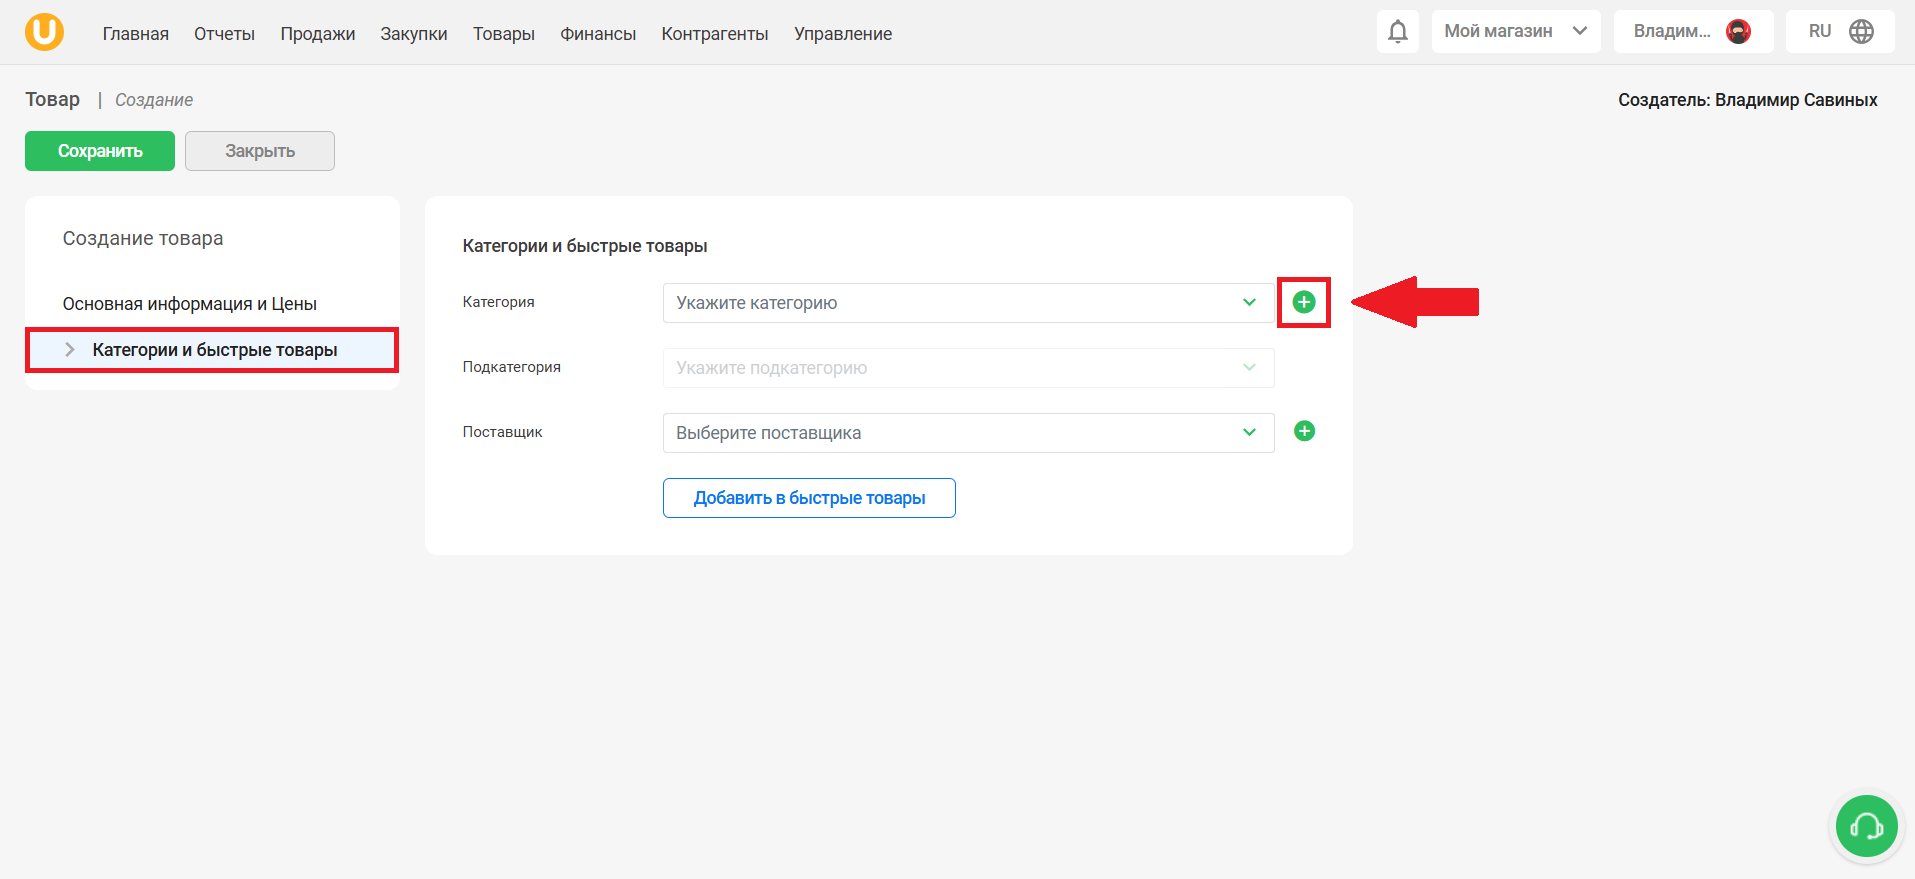 Главная Отчеты Продажи Закупки Товары Финансы Контрагенты Управление Мой магазин Владим... RU
Товар | Создание Создатель: Владимир Савиных
Сохранить Закрыть
Создание товара
Основная информация и Цены
Категории и быстрые товары
Категории и быстрые товары
Категория Укажите категорию
Подкатегория Укажите подкатегорию
Поставщик Выберите поставщика
Добавить в быстрые товары